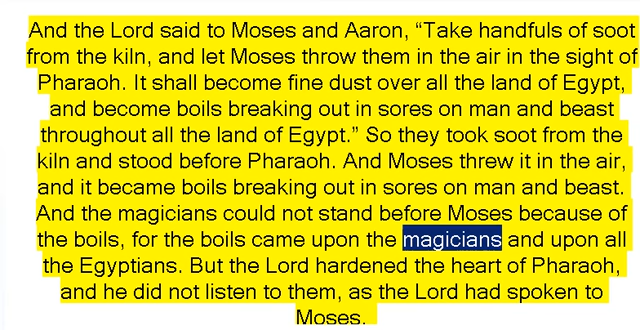 And the Lord said to Moses and Aaron, “Take handfuls of soot
from the kiln, and let Moses throw them in the air in the sight of
Pharaoh. It shall become fine dust over all the land of Egypt,
and become boils breaking out in sores on man and beast
throughout all the land of Egypt.” So they took soot from the
kiln and stood before Pharaoh. And Moses threw it in the air,
and it became boils breaking out in sores on man and beast.
And the magicians could not stand before Moses because of
the boils, for the boils came upon the magicians and upon all
the Egyptians. But the Lord hardened the heart of Pharaoh,
and he did not listen to them, as the Lord had spoken to
Moses.